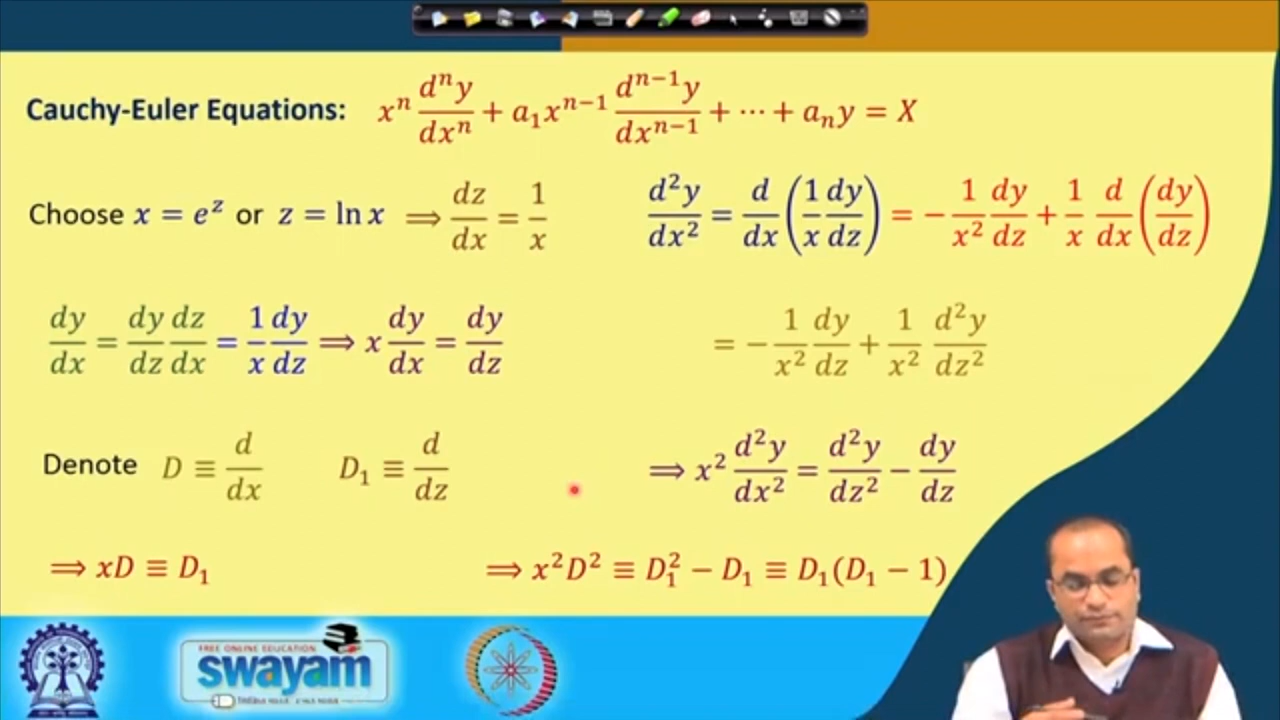 Cauchy-Euler Equations: xⁿ dⁿy/dxⁿ + a₁xⁿ⁻¹ dⁿ⁻¹y/dxⁿ⁻¹ + ⋯ + aₙy = X
Choose x = e^z or z = ln x ⟹ dz/dx = 1/x
dy/dx = dy/dz dz/dx = 1/x dy/dz ⟹ x dy/dx = dy/dz
Denote D ≡ d/dx D₁ ≡ d/dz
⟹ xD ≡ D₁
d²y/dx² = d/dx (1/x dy/dz) = − 1/x² dy/dz + 1/x d/dx (dy/dz)
= − 1/x² dy/dz + 1/x² d²y/dz²
⟹ x² d²y/dx² = d²y/dz² − dy/dz
⟹ x²D² ≡ D₁² − D₁ ≡ D₁(D₁ − 1)
FREE ONLINE EDUCATION
swayam